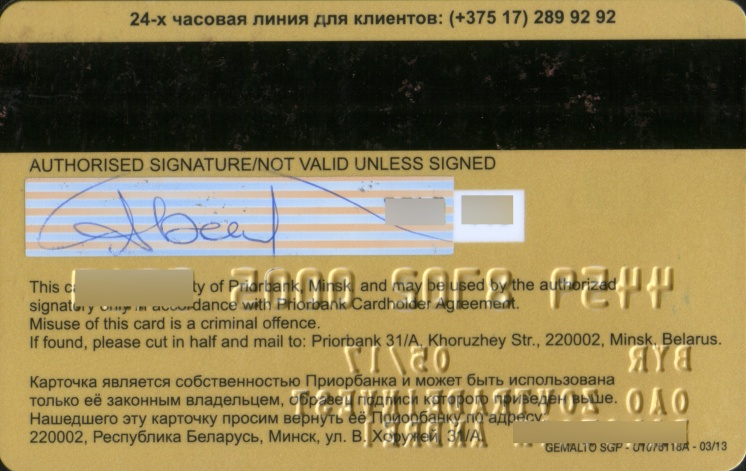 24-х часовая линия для клиентов: (+375 17) 289 92 92
AUTHORISED SIGNATURE/NOT VALID UNLESS SIGNED
This ca ty of Priorbank, Minsk, and may be used by the authorized
signatory only in accordance with Priorbank Cardholder Agreement.
Misuse of this card is a criminal offence.
If found, please cut in half and mail to: Priorbank 31/A, Khoruzhey Str., 220002, Minsk, Belarus.
BYR 05/17
Карточка является собственностью Приорбанка и может быть использована
только её законным владельцем, образец подписи которого приведён выше.
Нашедшего эту карточку просим вернуть её Приорбанку по адресу:
220002, Республика Беларусь, Минск, ул. В. Хоружей, 31/А.
GEMALTO SGP - 01078118A - 03/13